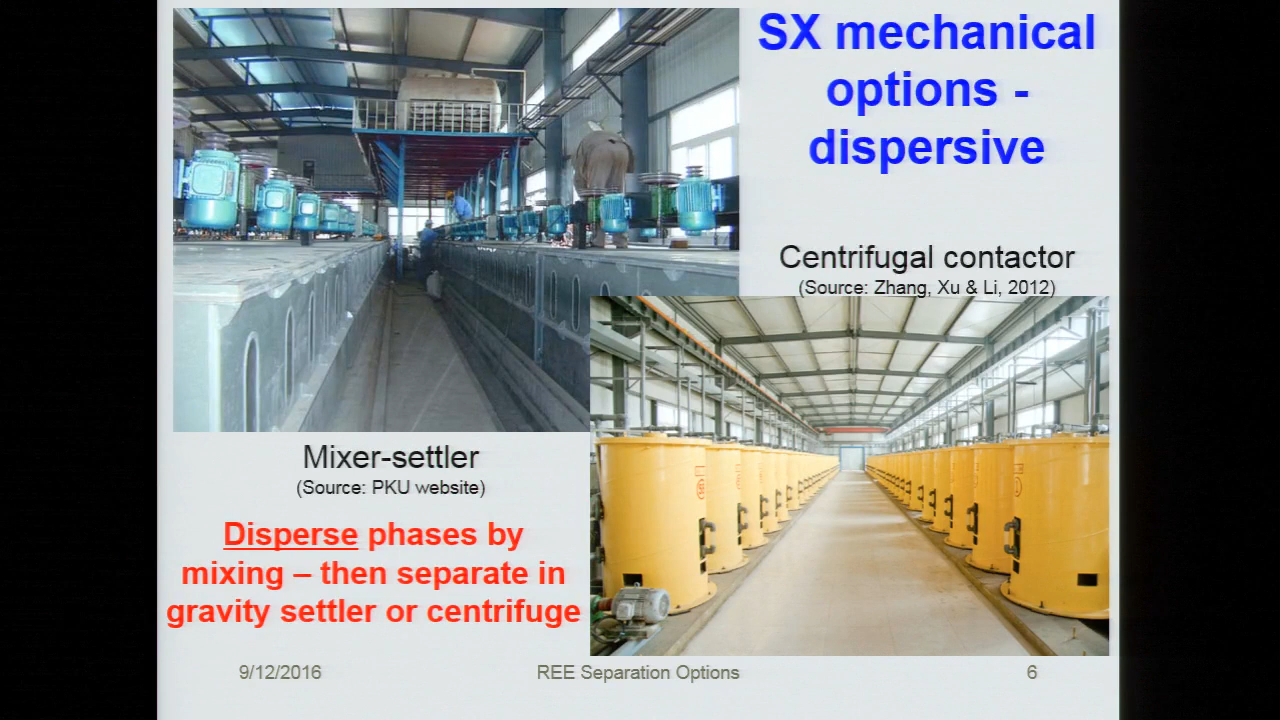 SX mechanical
options -
dispersive
Centrifugal contactor
(Source: Zhang, Xu & Li, 2012)
Mixer-settler
(Source: PKU website)
Disperse phases by
mixing – then separate in
gravity settler or centrifuge
9/12/2016
REE Separation Options
6